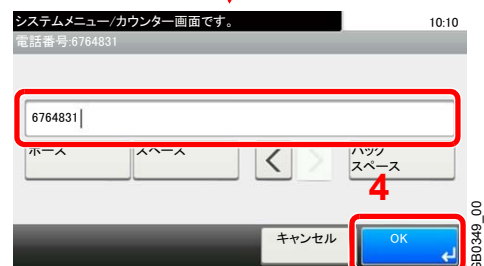 システムメニュー/カウンター画面です。 10:10
電話番号:6764831
6764831
ポーズ スペース < > バック
スペース
4
キャンセル OK
GB0349_00